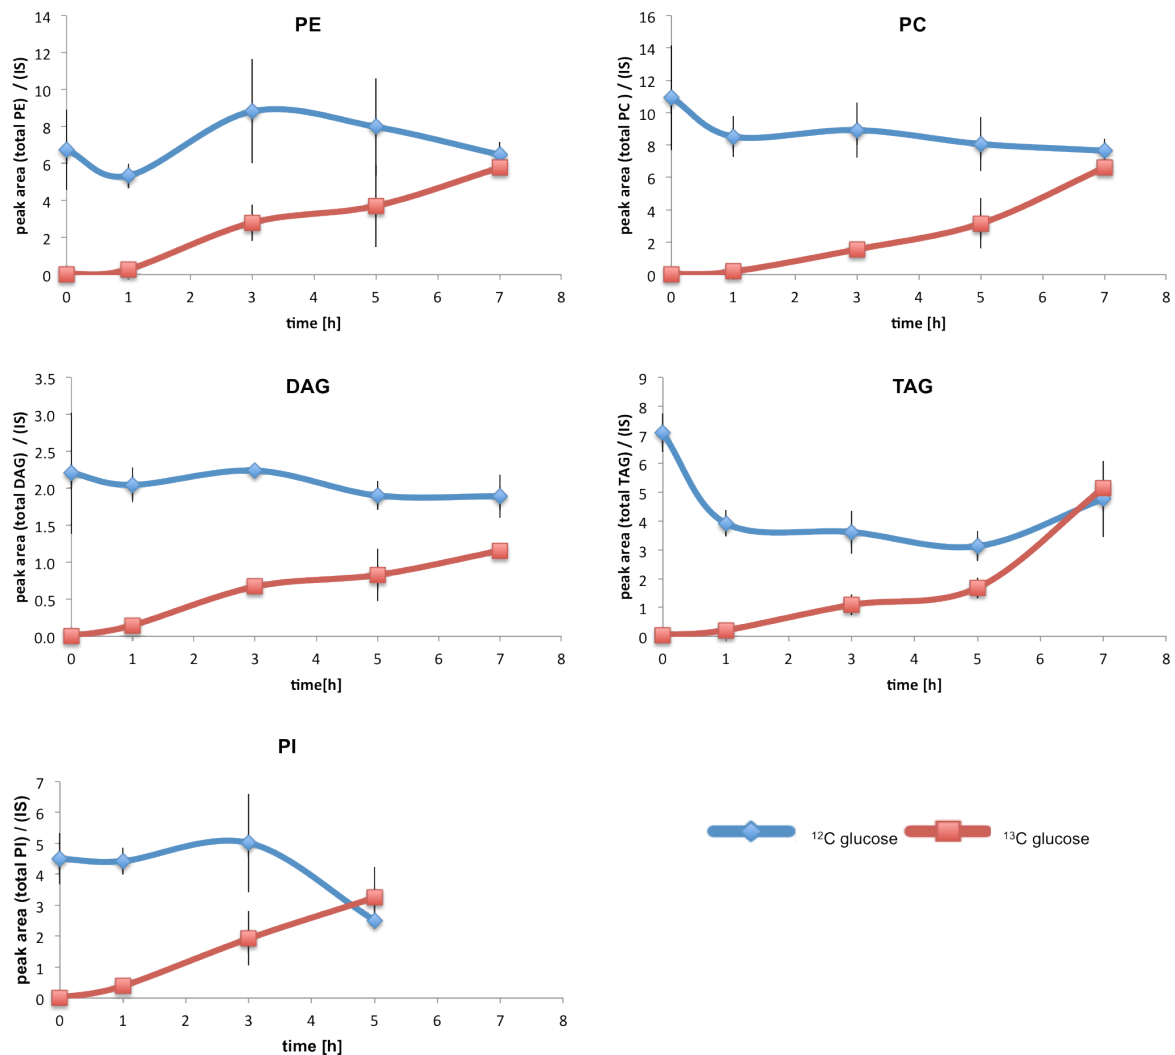 PE
peak area (total PE) / (IS)
14
12
10
8
6
4
2
0
0 1 2 3 4 5 6 7 8
time [h]
PC
peak area (total PC ) / (IS)
16
14
12
10
8
6
4
2
0
0 1 2 3 4 5 6 7 8
time [h]
DAG
peak area (total DAG) / (IS)
3.5
3.0
2.5
2.0
1.5
1.0
0.5
0.0
0 1 2 3 4 5 6 7 8
time[h]
TAG
peak area (total TAG) / (IS)
9
8
7
6
5
4
3
2
1
0
0 1 2 3 4 5 6 7 8
time [h]
PI
peak area (total PI) / (IS)
7
6
5
4
3
2
1
0
0 1 2 3 4 5 6 7 8
time [h]
¹²C glucose ¹³C glucose